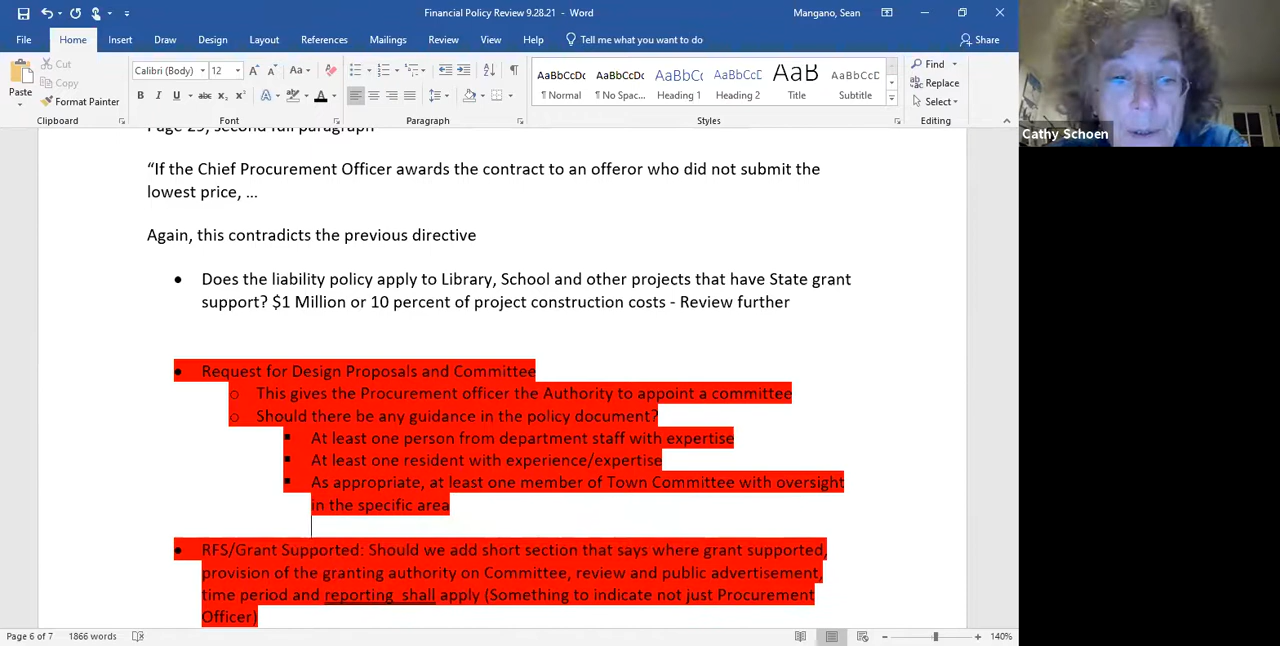 Financial Policy Review 9.28.21 - Word
Mangano, Sean
File Home Insert Draw Design Layout References Mailings Review View Help Tell me what you want to do Share
Paste
Cut
Copy
Format Painter
Clipboard
Calibri (Body) 12
Font
Paragraph
AaBbCcDc AaBbCcDc AaBbC AaBbCcD AaB AaBbCcD
¶ Normal ¶ No Spac... Heading 1 Heading 2 Title Subtitle
Styles
Find
Replace
Select
Editing
Cathy Schoen
Page 29, second full paragraph
“If the Chief Procurement Officer awards the contract to an offeror who did not submit the
lowest price, ...
Again, this contradicts the previous directive
• Does the liability policy apply to Library, School and other projects that have State grant
support? $1 Million or 10 percent of project construction costs - Review further
• Request for Design Proposals and Committee
o This gives the Procurement officer the Authority to appoint a committee
o Should there be any guidance in the policy document?
▪ At least one person from department staff with expertise
▪ At least one resident with experience/expertise
▪ As appropriate, at least one member of Town Committee with oversight
in the specific area
• RFS/Grant Supported: Should we add short section that says where grant supported,
provision of the granting authority on Committee, review and public advertisement,
time period and reporting shall apply (Something to indicate not just Procurement
Officer)
Page 6 of 7 1866 words 140%